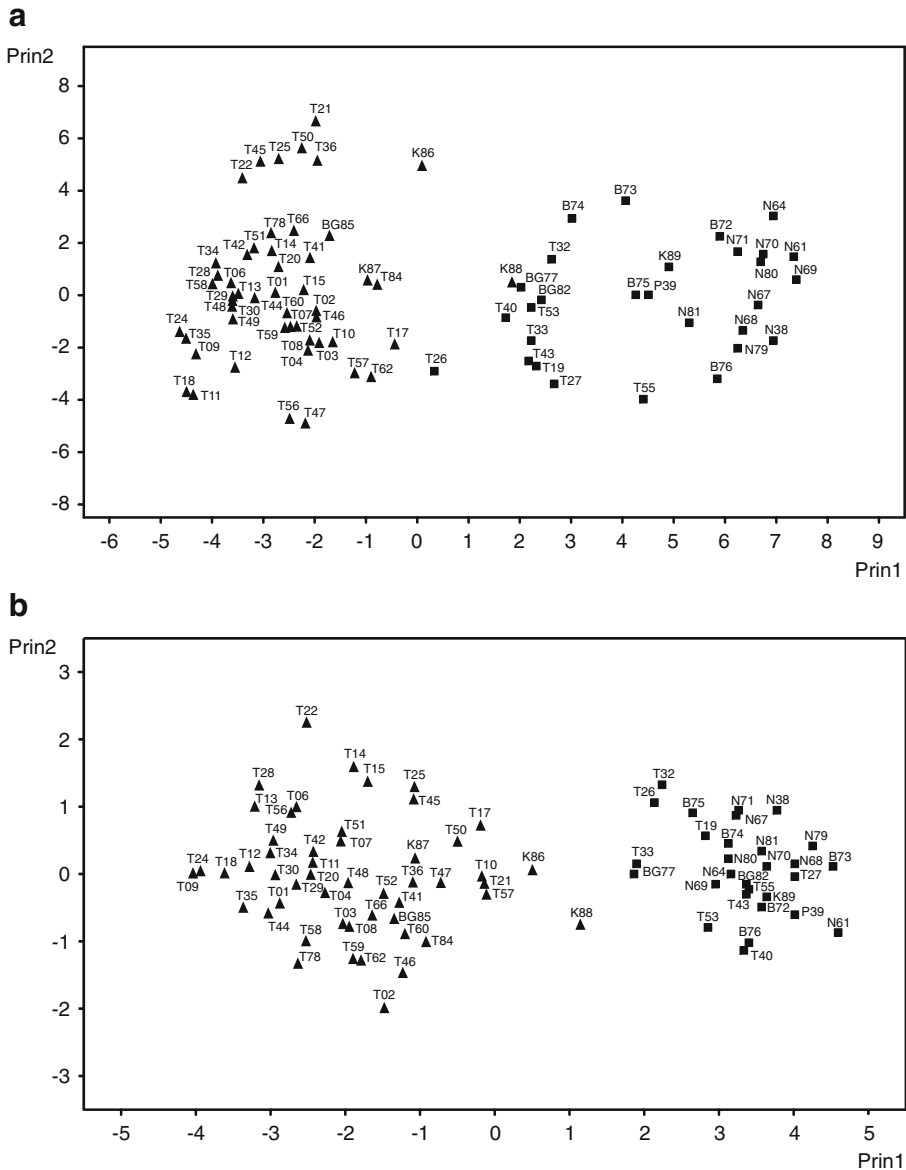 a
Prin2
8
T21
6
T50
T45 T25 T36
K86
T22
4
B73
B74 N64
T78 T66 BG85
B72
2
T51
T42 T14 N71 N70 N61
T34 T41 T32
T20 K89
T28 T06 K87 T84 K88 N80 N69
T58 T13 T01 T15 BG77
0
T29 T44 T60 T02 BG82 B75 P39 N67
T48 T30 T07 T46 T40 T53
T24 T49 N81 N68
T35 T59 T52 T10 T17 T33 N38
-2
T09 T08 T03 T43 N79
T12 T04 T57 T26 T19
T62 T27 B76
T18 T11 T55
-4
T56 T47
-6
-8
-6 -5 -4 -3 -2 -1 0 1 2 3 4 5 6 7 8 9
Prin1
b
Prin2
3
T22
2
T14
T15
T28 T25 T32
T13 T06 T45 T26 N71 N38
1
T56 B75 N67
T17
T51 T19
T49 T07 T50 B74 N81 N79
T34 T42 K87
T24 T18 T12 T11 T10 K86 T33 N80 N70 N68 B73
0
T09 T30 T20 T48 T36 T47 BG77 N64 BG82 T27
T29 T04 T52 T21 N69 T55
T35 T01 T41 T57 T43 K89
T66 BG85 B72 P39
T44 T03 T08 K88 T53 N61
T58 T60 T84 B76
-1
T78 T59 T62 T40
T46
T02
-2
-3
-5 -4 -3 -2 -1 0 1 2 3 4 5
Prin1